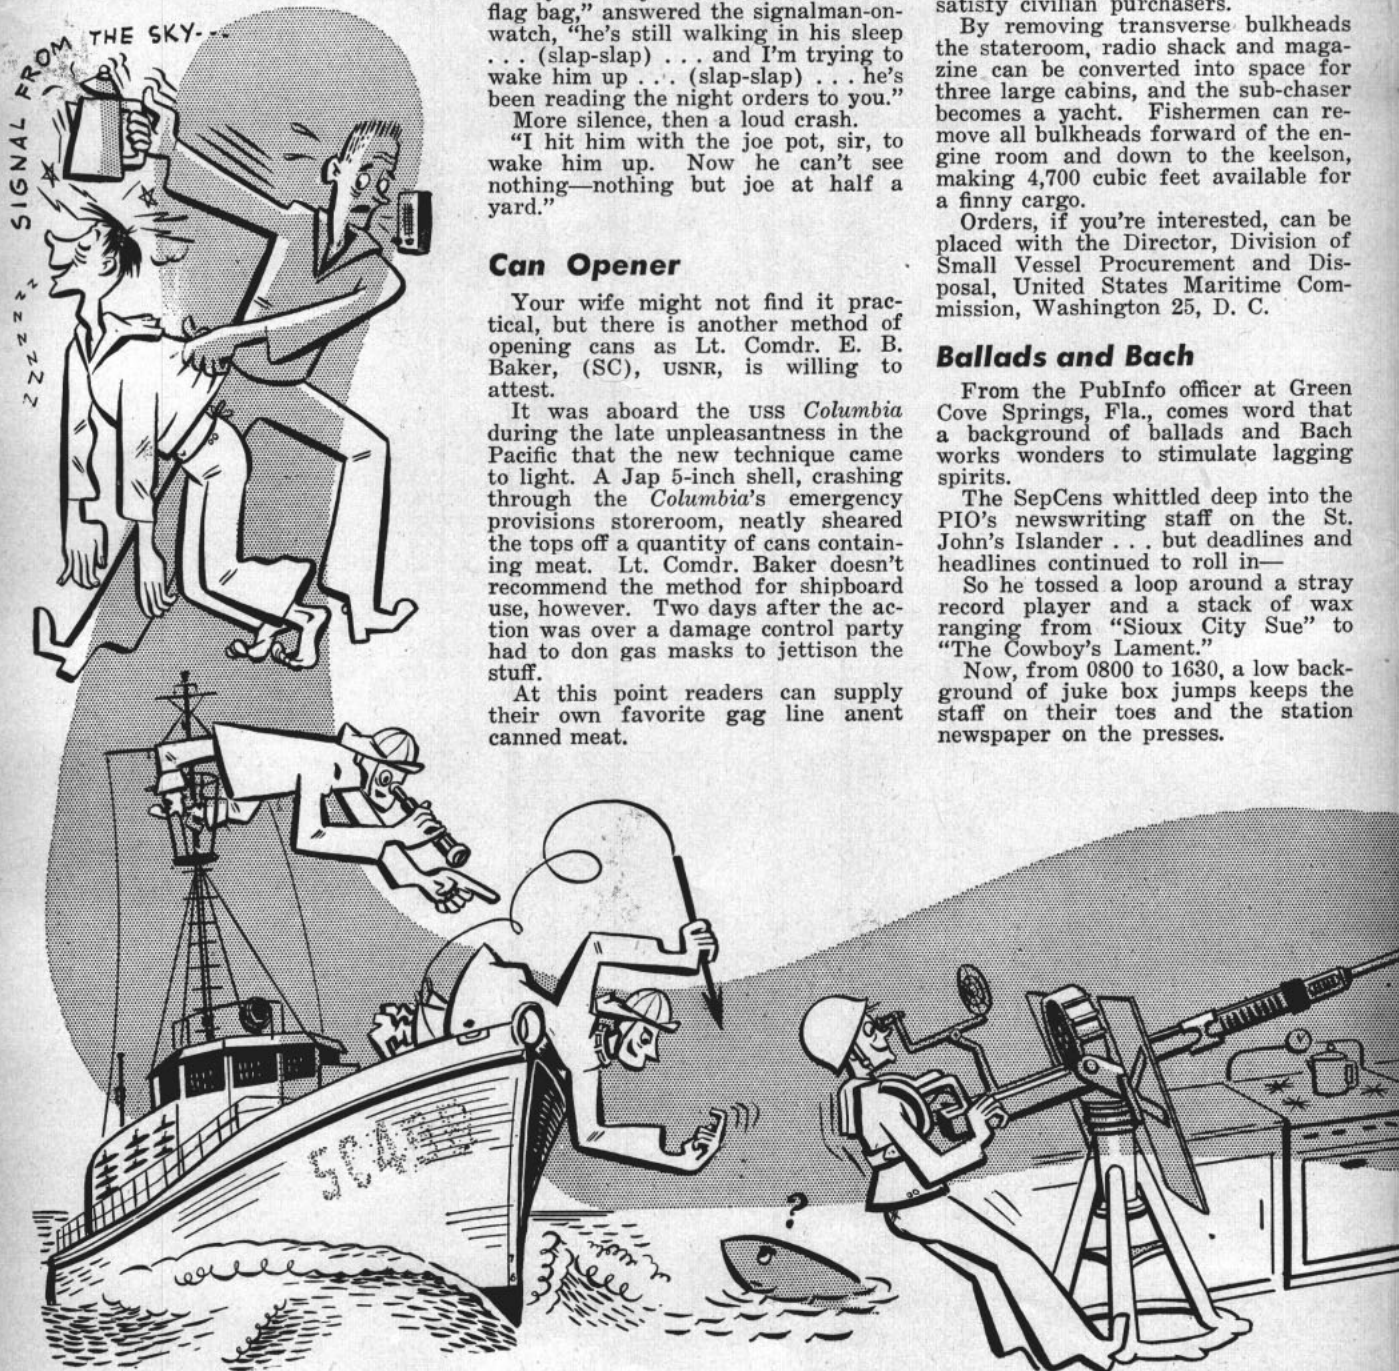 SIGNAL FROM THE SKY---
ZZZZZZZZ
flag bag,” answered the signalman-on-
watch, “he’s still walking in his sleep
. . . (slap-slap) . . . and I’m trying to
wake him up . . . (slap-slap) . . . he’s
been reading the night orders to you.”
More silence, then a loud crash.
“I hit him with the joe pot, sir, to
wake him up. Now he can’t see
nothing—nothing but joe at half a
yard.”
Can Opener
Your wife might not find it prac-
tical, but there is another method of
opening cans as Lt. Comdr. E. B.
Baker, (SC), USNR, is willing to
attest.
It was aboard the USS Columbia
during the late unpleasantness in the
Pacific that the new technique came
to light. A Jap 5-inch shell, crashing
through the Columbia’s emergency
provisions storeroom, neatly sheared
the tops off a quantity of cans contain-
ing meat. Lt. Comdr. Baker doesn’t
recommend the method for shipboard
use, however. Two days after the ac-
tion was over a damage control party
had to don gas masks to jettison the
stuff.
At this point readers can supply
their own favorite gag line anent
canned meat.
satisfy civilian purchasers.
By removing transverse bulkheads
the stateroom, radio shack and maga-
zine can be converted into space for
three large cabins, and the sub-chaser
becomes a yacht. Fishermen can re-
move all bulkheads forward of the en-
gine room and down to the keelson,
making 4,700 cubic feet available for
a finny cargo.
Orders, if you’re interested, can be
placed with the Director, Division of
Small Vessel Procurement and Dis-
posal, United States Maritime Com-
mission, Washington 25, D. C.
Ballads and Bach
From the PubInfo officer at Green
Cove Springs, Fla., comes word that
a background of ballads and Bach
works wonders to stimulate lagging
spirits.
The SepCens whittled deep into the
PIO’s newswriting staff on the St.
John’s Islander . . . but deadlines and
headlines continued to roll in—
So he tossed a loop around a stray
record player and a stack of wax
ranging from “Sioux City Sue” to
“The Cowboy’s Lament.”
Now, from 0800 to 1630, a low back-
ground of juke box jumps keeps the
staff on their toes and the station
newspaper on the presses.
?